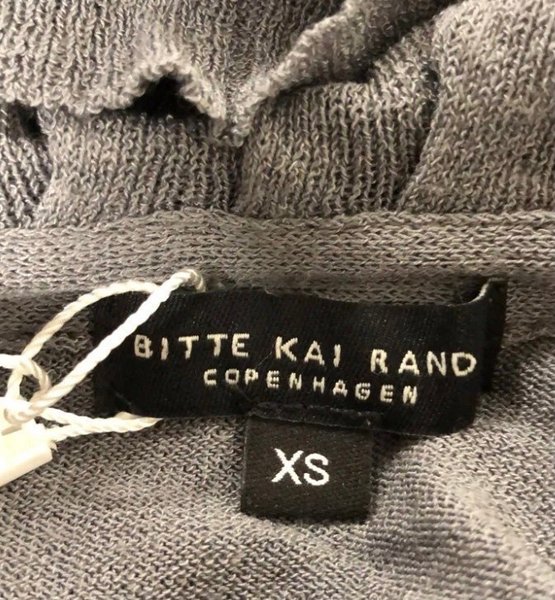 BITTE KAI RAND
COPENHAGEN
XS